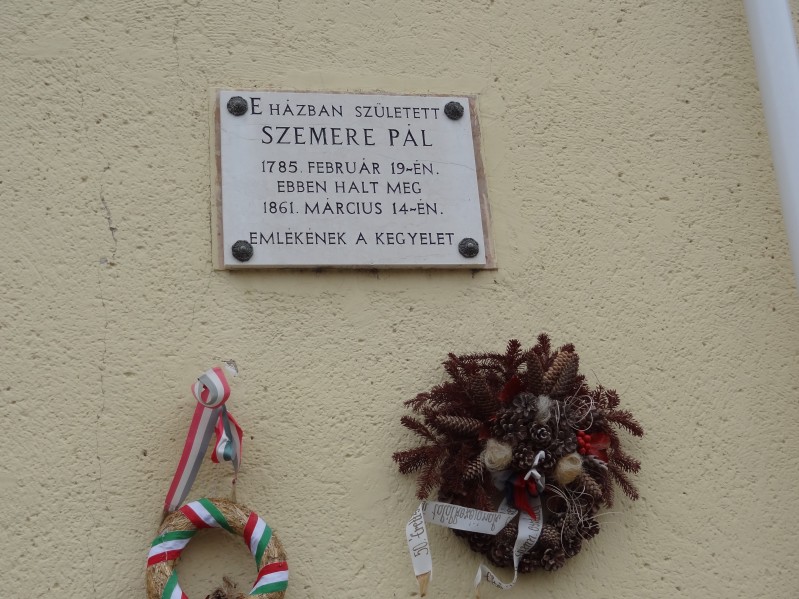 E HÁZBAN SZÜLETETT
SZEMERE PÁL
1785. FEBRUÁR 19-ÉN.
EBBEN HALT MEG
1861. MÁRCIUS 14-ÉN.
EMLÉKÉNEK A KEGYELET